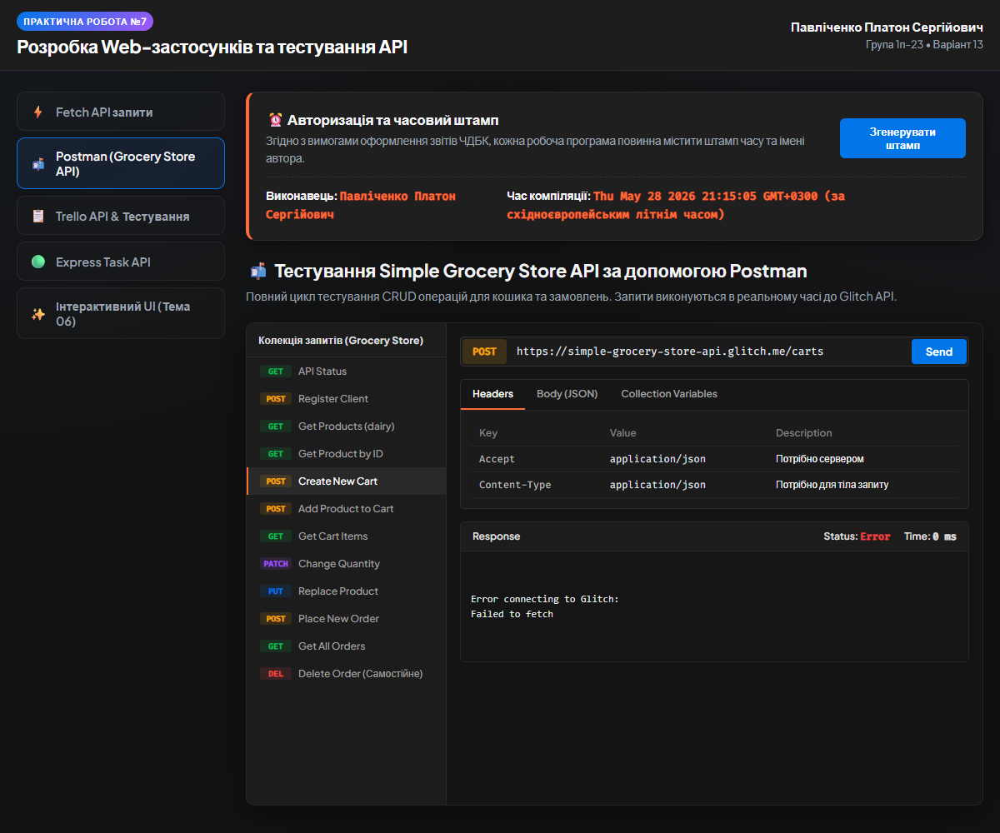 ПРАКТИЧНА РОБОТА №7
Розробка Web-застосунків та тестування API
Павліченко Платон Сергійович
Група 1п-23 • Варіант 13
Fetch API запити
Postman (Grocery Store
API)
Trello API & Тестування
Express Task API
Інтерактивний UI (Тема
06)
Авторизація та часовий штамп
Згідно з вимогами оформлення звітів ЧДБК, кожна робоча програма повинна містити штамп часу та імені
автора.
Згенерувати
штамп
Виконавець: Павліченко Платон
Сергійович
Час компіляції: Thu May 28 2026 21:15:05 GMT+0300 (за
східноєвропейським літнім часом)
Тестування Simple Grocery Store API за допомогою Postman
Повний цикл тестування CRUD операцій для кошика та замовлень. Запити виконуються в реальному часі до Glitch API.
Колекція запитів (Grocery Store)
GET API Status
POST Register Client
GET Get Products (dairy)
GET Get Product by ID
POST Create New Cart
POST Add Product to Cart
GET Get Cart Items
PATCH Change Quantity
PUT Replace Product
POST Place New Order
GET Get All Orders
DEL Delete Order (Самостійне)
POST https://simple-grocery-store-api.glitch.me/carts Send
Headers Body (JSON) Collection Variables
Key Value Description
Accept application/json Потрібно сервером
Content-Type application/json Потрібно для тіла запиту
Response Status: Error Time: 0 ms
Error connecting to Glitch:
Failed to fetch